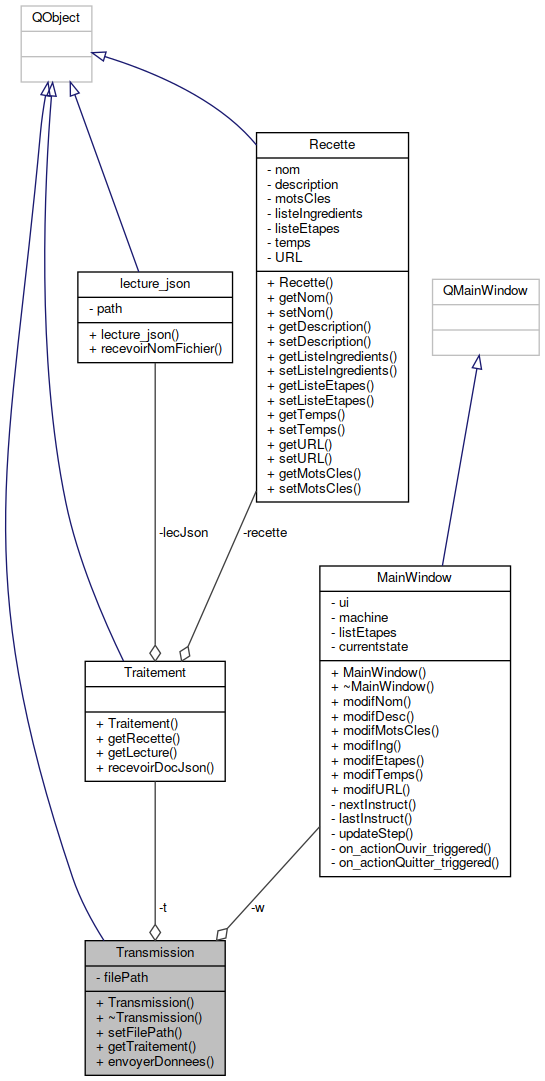 QObject
Recette
- nom
- description
- motsCles
- listeIngredients
- listeEtapes
- temps
- URL
+ Recette()
+ getNom()
+ setNom()
+ getDescription()
+ setDescription()
+ getListeIngredients()
+ setListeIngredients()
+ getListeEtapes()
+ setListeEtapes()
+ getTemps()
+ setTemps()
+ getURL()
+ setURL()
+ getMotsCles()
+ setMotsCles()
lecture_json
- path
+ lecture_json()
+ recevoirNomFichier()
QMainWindow
-lecJson
-recette
MainWindow
- ui
- machine
- listEtapes
- currentstate
+ MainWindow()
+ ~MainWindow()
+ modifNom()
+ modifDesc()
+ modifMotsCles()
+ modifIng()
+ modifEtapes()
+ modifTemps()
+ modifURL()
- nextInstruct()
- lastInstruct()
- updateStep()
- on_actionOuvir_triggered()
- on_actionQuitter_triggered()
Traitement
+ Traitement()
+ getRecette()
+ getLecture()
+ recevoirDocJson()
-t
-w
Transmission
- filePath
+ Transmission()
+ ~Transmission()
+ setFilePath()
+ getTraitement()
+ envoyerDonnees()